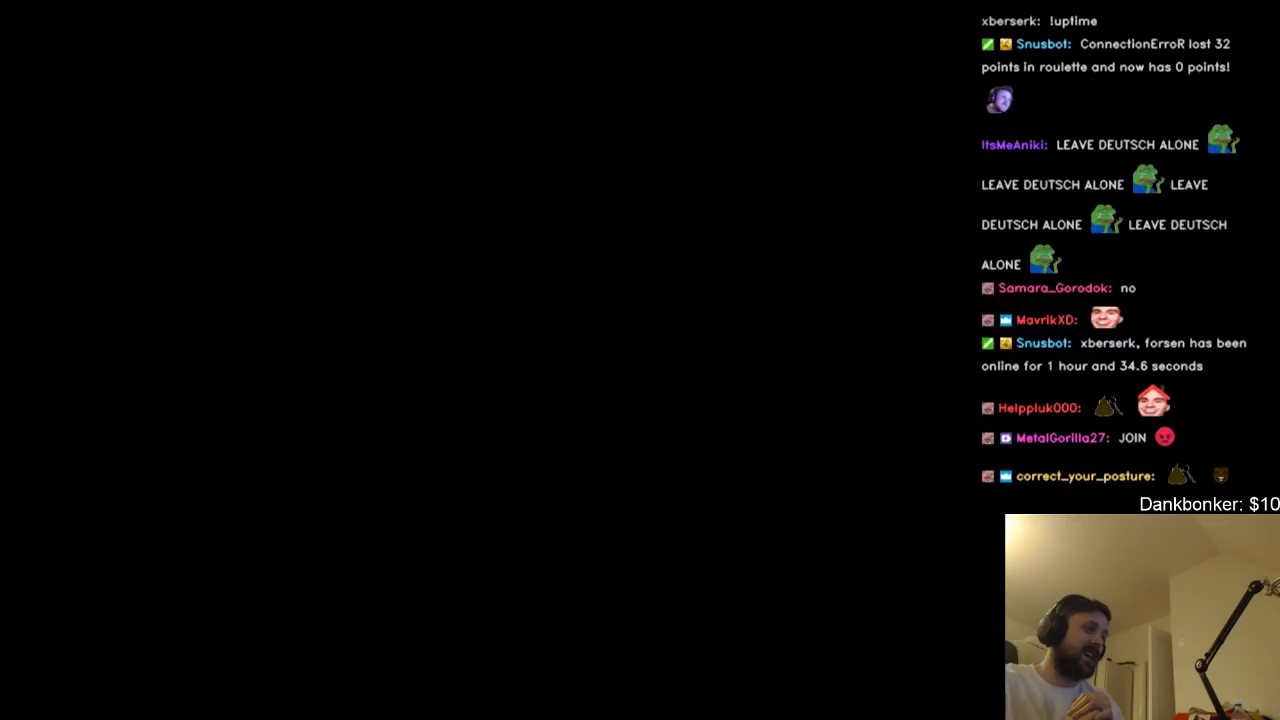 xberserk: !uptime
Snusbot: ConnectionErroR lost 32
points in roulette and now has 0 points!
ItsMeAniki: LEAVE DEUTSCH ALONE
LEAVE DEUTSCH ALONE LEAVE
DEUTSCH ALONE LEAVE DEUTSCH
ALONE
Samara_Gorodok: no
MavrikXD:
Snusbot: xberserk, forsen has been
online for 1 hour and 34.6 seconds
Helppluk000:
MetalGorilla27: JOIN
correct_your_posture:
Dankbonker: $10